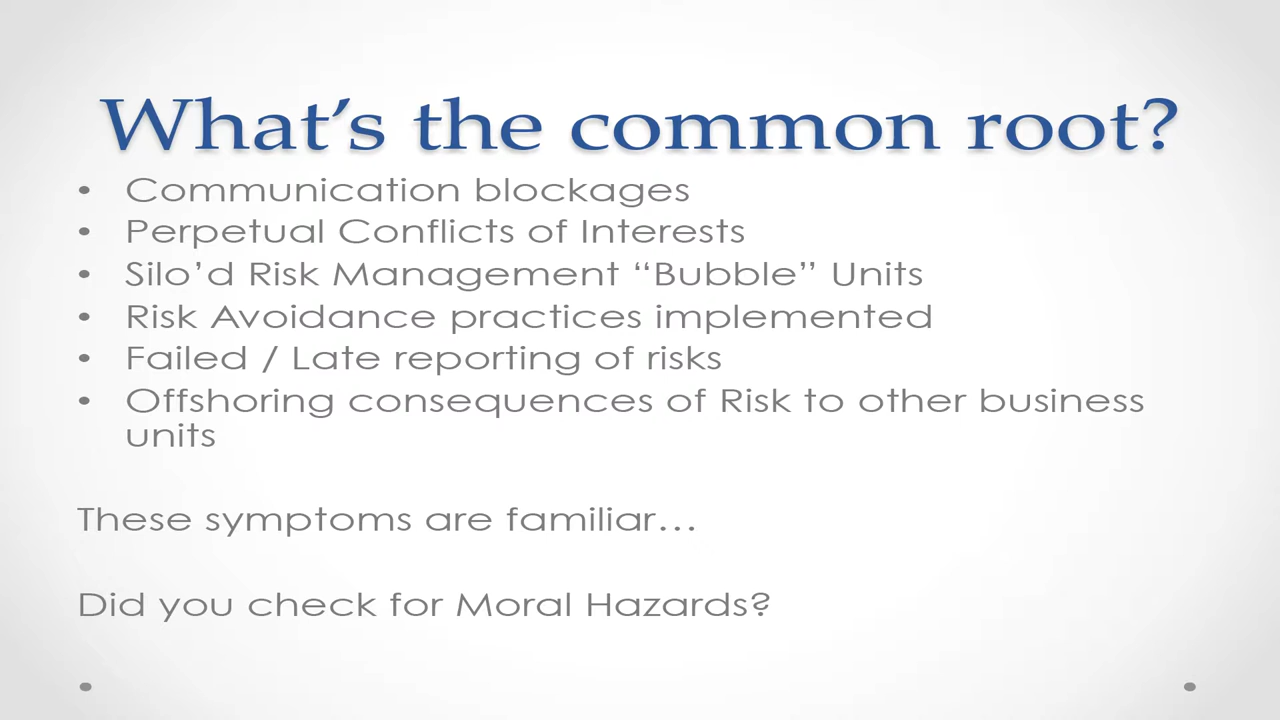 What’s the common root?
• Communication blockages
• Perpetual Conflicts of Interests
• Silo’d Risk Management “Bubble” Units
• Risk Avoidance practices implemented
• Failed / Late reporting of risks
• Offshoring consequences of Risk to other business
units
These symptoms are familiar…
Did you check for Moral Hazards?